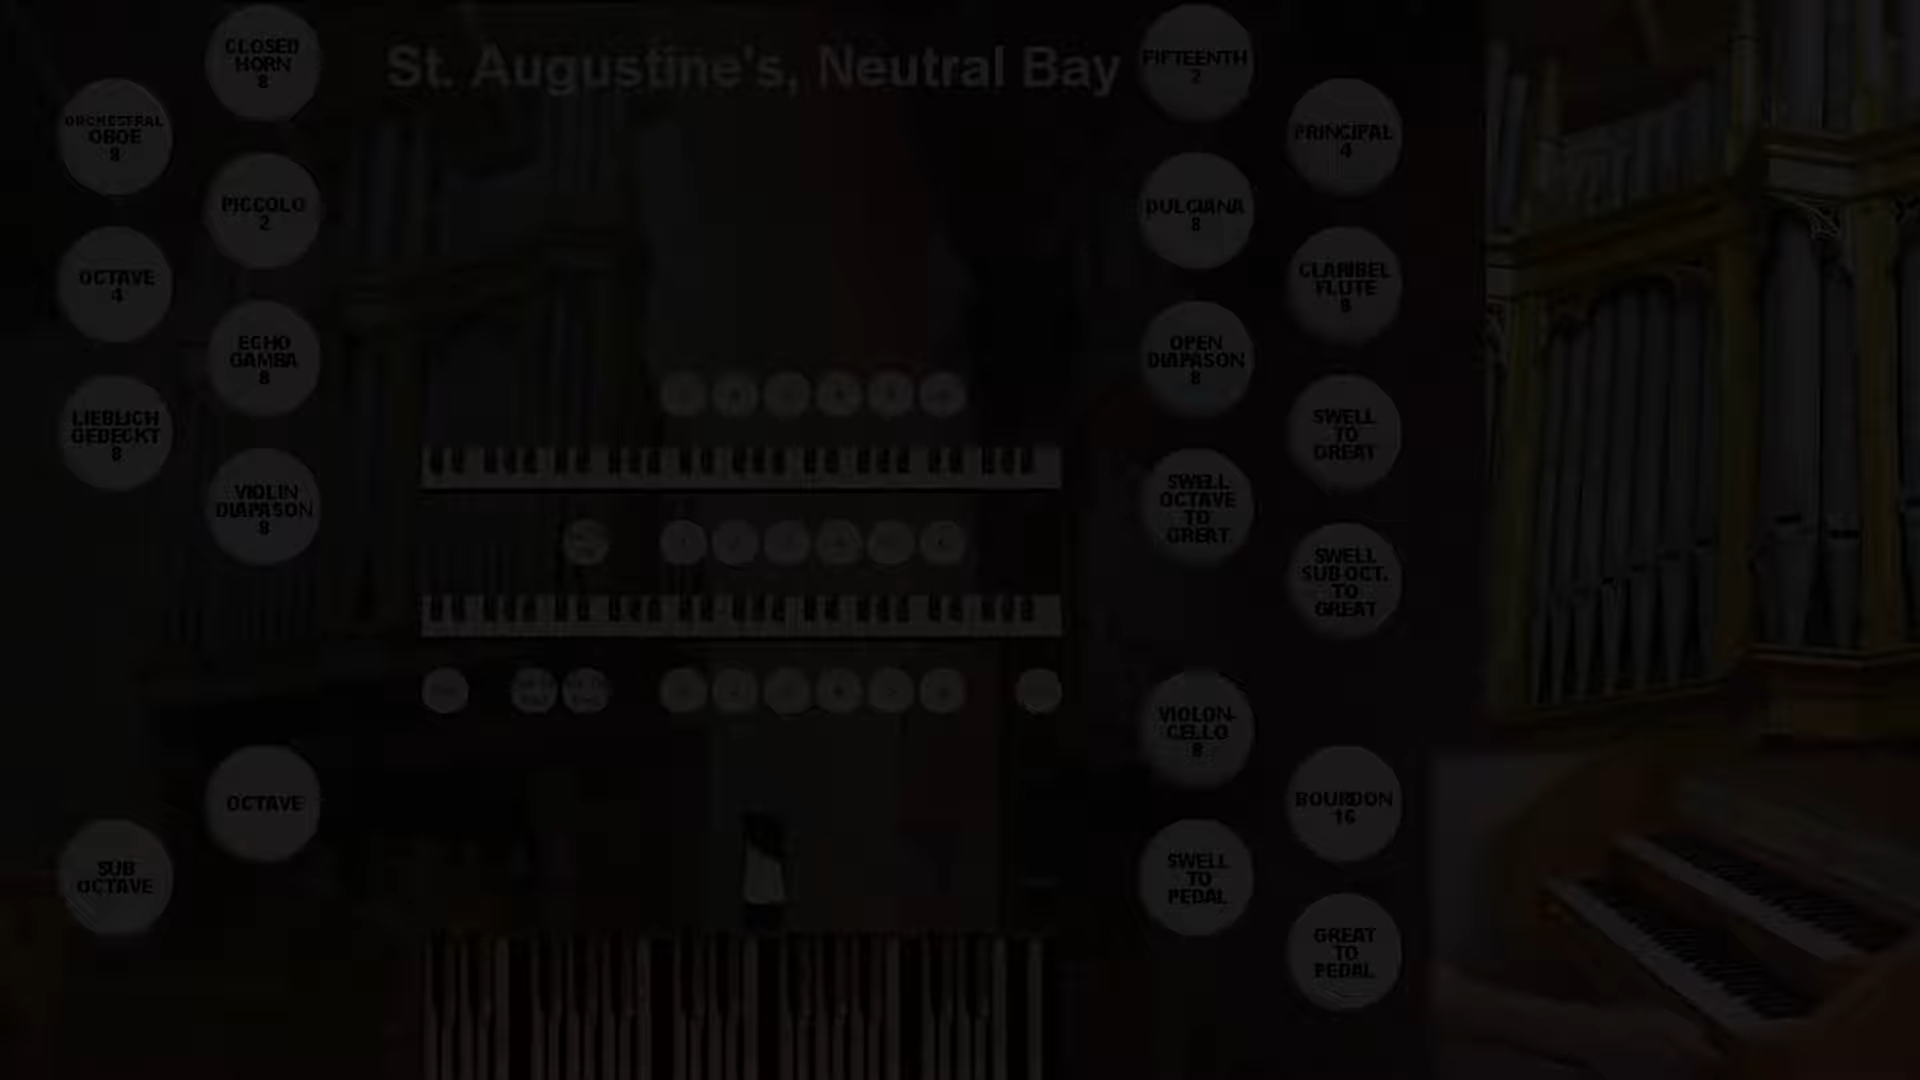 St. Augustine's, Neutral Bay
CLOSED
HORN
8
ORCHESTRAL
OBOE
8
PICCOLO
2
OCTAVE
4
ECHO
GAMBA
8
LIEBLICH
GEDECKT
8
VIOLIN
DIAPASON
8
OCTAVE
SUB
OCTAVE
FIFTEENTH
2
PRINCIPAL
4
DULCIANA
8
CLARIBEL
FLUTE
8
OPEN
DIAPASON
8
SWELL
TO
GREAT
SWELL
OCTAVE
TO
GREAT
SWELL
SUB OCT.
TO
GREAT
VIOLON-
CELLO
8
BOURDON
16
SWELL
TO
PEDAL
GREAT
TO
PEDAL